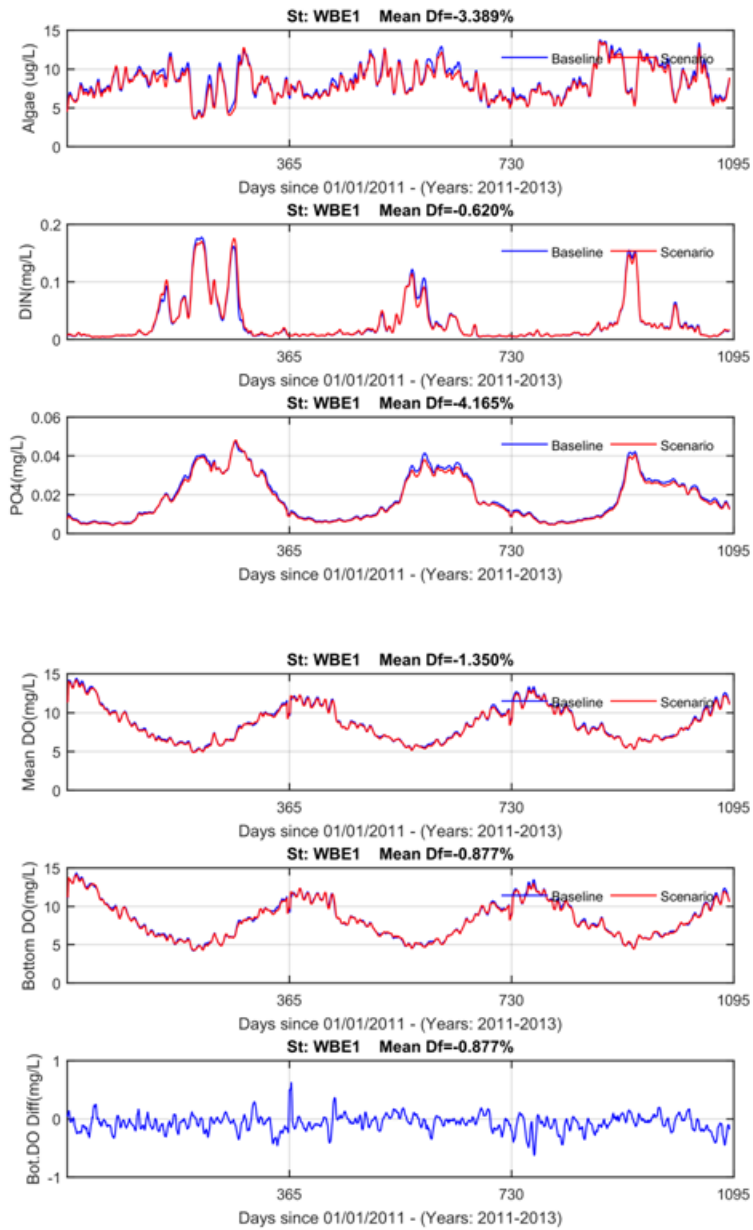 St: WBE1 Mean Df=-3.389%
15
10
5
0
Algae (ug/L)
Baseline
Scenario
365
730
1095
Days since 01/01/2011 - (Years: 2011-2013)
St: WBE1 Mean Df=-0.620%
0.2
0.1
0
DIN(mg/L)
Baseline
Scenario
365
730
1095
Days since 01/01/2011 - (Years: 2011-2013)
St: WBE1 Mean Df=-4.165%
0.06
0.04
0.02
0
PO4(mg/L)
Baseline
Scenario
365
730
1095
Days since 01/01/2011 - (Years: 2011-2013)
St: WBE1 Mean Df=-1.350%
15
10
5
0
Mean DO(mg/L)
Baseline
Scenario
365
730
1095
Days since 01/01/2011 - (Years: 2011-2013)
St: WBE1 Mean Df=-0.877%
15
10
5
0
Bottom DO(mg/L)
Baseline
Scenario
365
730
1095
Days since 01/01/2011 - (Years: 2011-2013)
St: WBE1 Mean Df=-0.877%
1
0
-1
Bot.DO Diff(mg/L)
365
730
1095
Days since 01/01/2011 - (Years: 2011-2013)